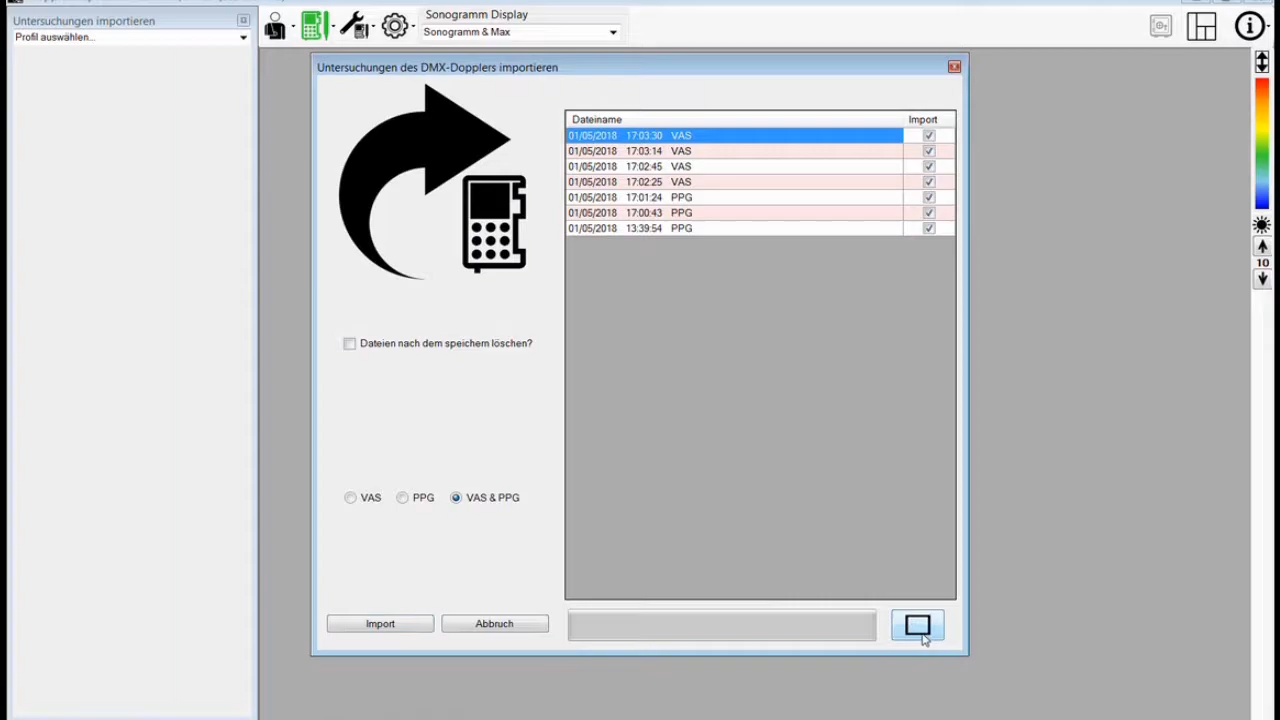 Untersuchungen importieren
Profil auswählen...
Sonogramm Display
Sonogramm & Max
10
Untersuchungen des DMX-Dopplers importieren
Dateiname Import
01/05/2018 17:03:30 VAS
01/05/2018 17:03:14 VAS
01/05/2018 17:02:45 VAS
01/05/2018 17:02:25 VAS
01/05/2018 17:01:24 PPG
01/05/2018 17:00:43 PPG
01/05/2018 13:39:54 PPG
Dateien nach dem speichern löschen?
VAS PPG VAS & PPG
Import Abbruch